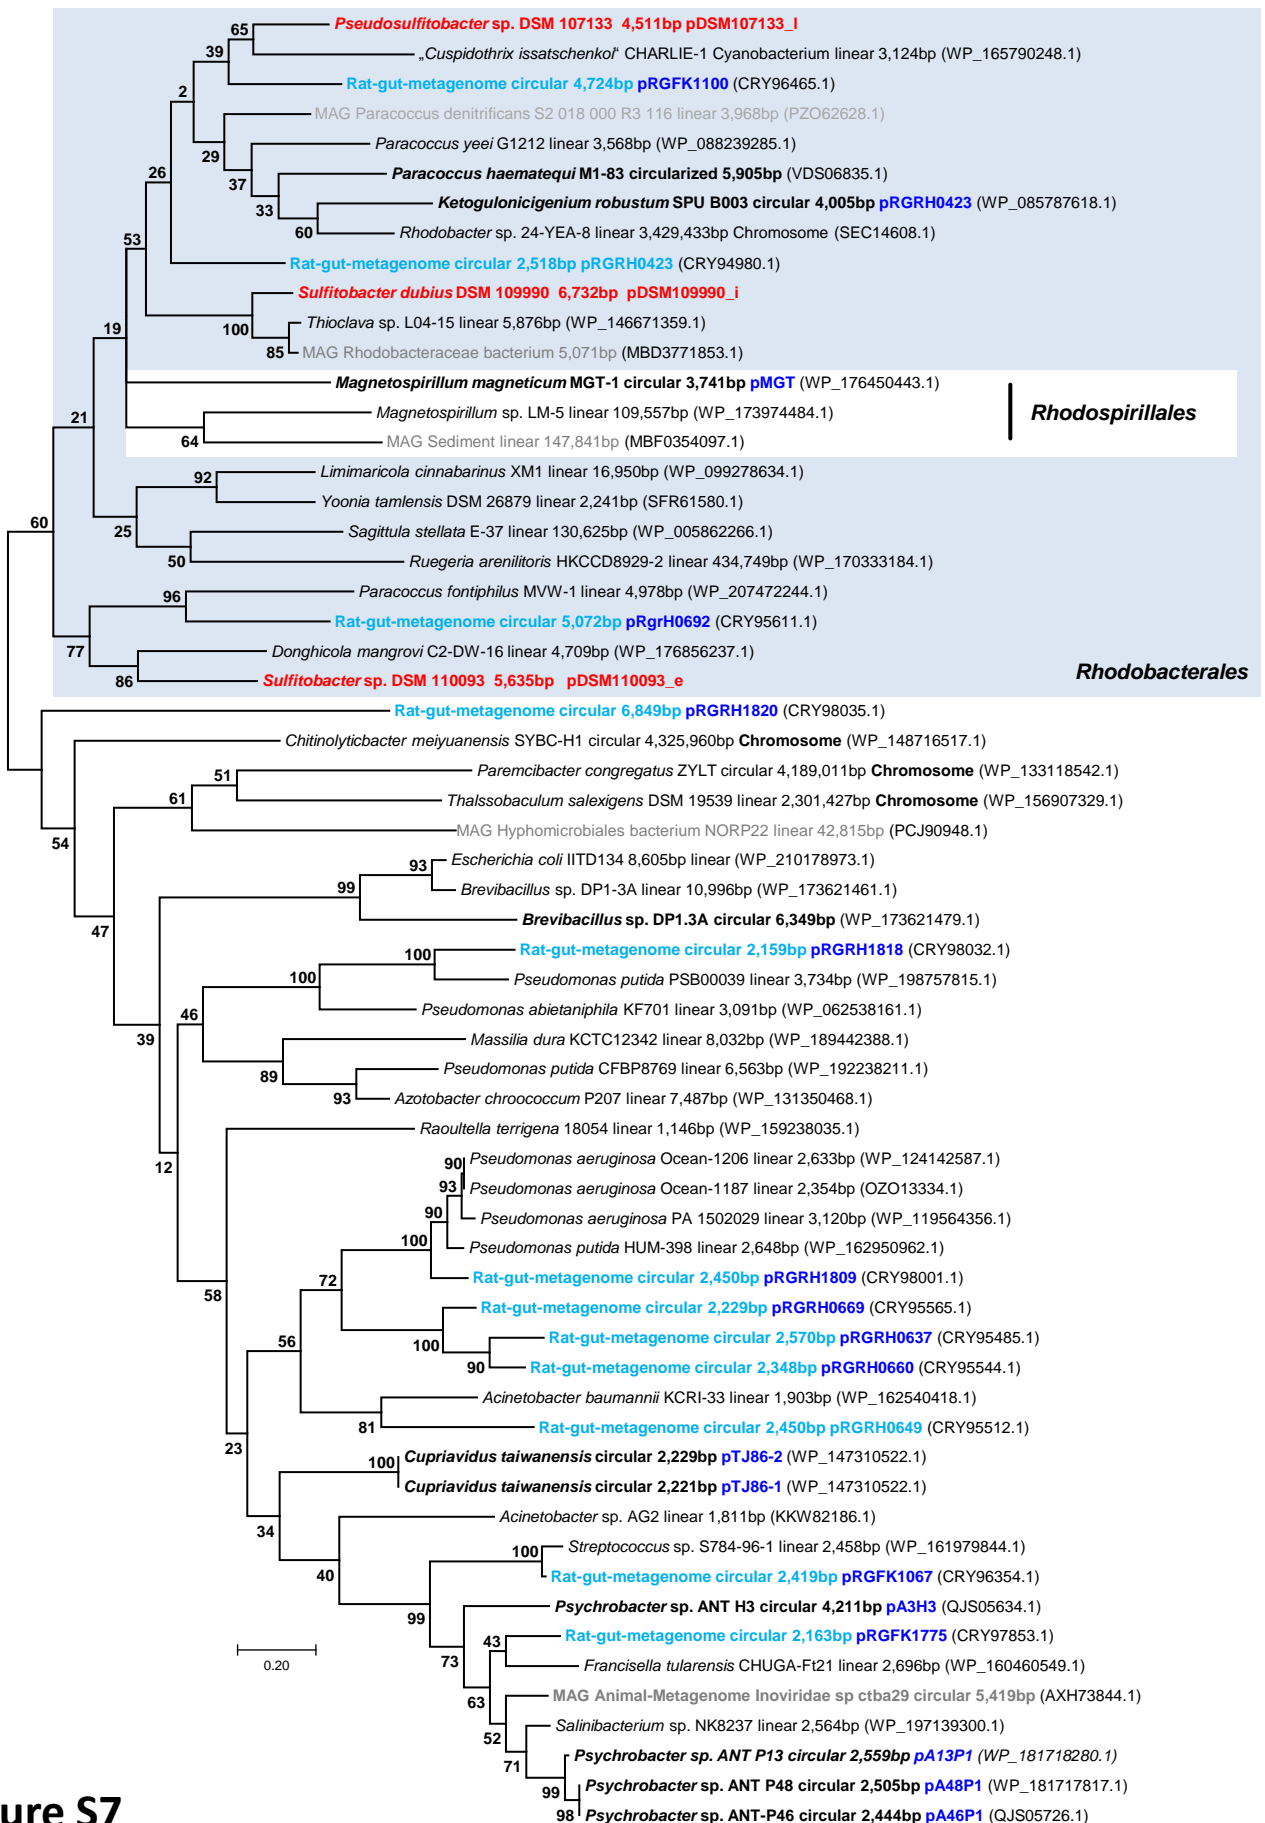 65
Pseudosulfitobacter sp. DSM 107133 4,511bp pDSM107133_l
39
„Cuspidothrix issatschenkoi“ CHARLIE-1 Cyanobacterium linear 3,124bp (WP_165790248.1)
Rat-gut-metagenome circular 4,724bp pRGFK1100 (CRY96465.1)
2
MAG Paracoccus denitrificans S2 018 000 R3 116 linear 3,968bp (PZO62628.1)
29
Paracoccus yeei G1212 linear 3,568bp (WP_088239285.1)
26
37
Paracoccus haematequi M1-83 circularized 5,905bp (VDS06835.1)
33
Ketogulonicigenium robustum SPU B003 circular 4,005bp pRGRH0423 (WP_085787618.1)
60
Rhodobacter sp. 24-YEA-8 linear 3,429,433bp Chromosome (SEC14608.1)
53
Rat-gut-metagenome circular 2,518bp pRGRH0423 (CRY94980.1)
Sulfitobacter dubius DSM 109990 6,732bp pDSM109990_i
19
100
Thioclava sp. L04-15 linear 5,876bp (WP_146671359.1)
85
MAG Rhodobacteraceae bacterium 5,071bp (MBD3771853.1)
Magnetospirillum magneticum MGT-1 circular 3,741bp pMGT (WP_176450443.1)
21
Magnetospirillum sp. LM-5 linear 109,557bp (WP_173974484.1)
Rhodospirillales
64
MAG Sediment linear 147,841bp (MBF0354097.1)
92
Limimaricola cinnabarinus XM1 linear 16,950bp (WP_099278634.1)
Yoonia tamlensis DSM 26879 linear 2,241bp (SFR61580.1)
60
25
Sagittula stellata E-37 linear 130,625bp (WP_005862266.1)
50
Ruegeria arenilitoris HKCCD8929-2 linear 434,749bp (WP_170333184.1)
96
Paracoccus fontiphilus MVW-1 linear 4,978bp (WP_207472244.1)
Rat-gut-metagenome circular 5,072bp pRgrH0692 (CRY95611.1)
77
Donghicola mangrovi C2-DW-16 linear 4,709bp (WP_176856237.1)
86
Sulfitobacter sp. DSM 110093 5,635bp pDSM110093_e
Rhodobacterales
Rat-gut-metagenome circular 6,849bp pRGRH1820 (CRY98035.1)
Chitinolyticbacter meiyuanensis SYBC-H1 circular 4,325,960bp Chromosome (WP_148716517.1)
51
Paremcibacter congregatus ZYLT circular 4,189,011bp Chromosome (WP_133118542.1)
61
Thalssobaculum salexigens DSM 19539 linear 2,301,427bp Chromosome (WP_156907329.1)
54
MAG Hyphomicrobiales bacterium NORP22 linear 42,815bp (PCJ90948.1)
93
Escherichia coli IITD134 8,605bp linear (WP_210178973.1)
99
Brevibacillus sp. DP1-3A linear 10,996bp (WP_173621461.1)
47
Brevibacillus sp. DP1.3A circular 6,349bp (WP_173621479.1)
100
Rat-gut-metagenome circular 2,159bp pRGRH1818 (CRY98032.1)
100
Pseudomonas putida PSB00039 linear 3,734bp (WP_198757815.1)
46
Pseudomonas abietaniphila KF701 linear 3,091bp (WP_062538161.1)
39
Massilia dura KCTC12342 linear 8,032bp (WP_189442388.1)
89
Pseudomonas putida CFBP8769 linear 6,563bp (WP_192238211.1)
93
Azotobacter chroococcum P207 linear 7,487bp (WP_131350468.1)
Raoultella terrigena 18054 linear 1,146bp (WP_159238035.1)
12
90
Pseudomonas aeruginosa Ocean-1206 linear 2,633bp (WP_124142587.1)
93
Pseudomonas aeruginosa Ocean-1187 linear 2,354bp (OZO13334.1)
90
Pseudomonas aeruginosa PA 1502029 linear 3,120bp (WP_119564356.1)
100
Pseudomonas putida HUM-398 linear 2,648bp (WP_162950962.1)
58
72
Rat-gut-metagenome circular 2,450bp pRGRH1809 (CRY98001.1)
Rat-gut-metagenome circular 2,229bp pRGRH0669 (CRY95565.1)
56
100
Rat-gut-metagenome circular 2,570bp pRGRH0637 (CRY95485.1)
90
Rat-gut-metagenome circular 2,348bp pRGRH0660 (CRY95544.1)
Acinetobacter baumannii KCRI-33 linear 1,903bp (WP_162540418.1)
81
Rat-gut-metagenome circular 2,450bp pRGRH0649 (CRY95512.1)
23
100
Cupriavidus taiwanensis circular 2,229bp pTJ86-2 (WP_147310522.1)
Cupriavidus taiwanensis circular 2,221bp pTJ86-1 (WP_147310522.1)
34
Acinetobacter sp. AG2 linear 1,811bp (KKW82186.1)
100
Streptococcus sp. S784-96-1 linear 2,458bp (WP_161979844.1)
40
Rat-gut-metagenome circular 2,419bp pRGFK1067 (CRY96354.1)
99
Psychrobacter sp. ANT H3 circular 4,211bp pA3H3 (QJS05634.1)
43
Rat-gut-metagenome circular 2,163bp pRGFK1775 (CRY97853.1)
73
Francisella tularensis CHUGA-Ft21 linear 2,696bp (WP_160460549.1)
0.20
63
MAG Animal-Metagenome Inoviridae sp ctba29 circular 5,419bp (AXH73844.1)
52
Salinibacterium sp. NK8237 linear 2,564bp (WP_197139300.1)
71
Psychrobacter sp. ANT P13 circular 2,559bp pA13P1 (WP_181718280.1)
99
Psychrobacter sp. ANT P48 circular 2,505bp pA48P1 (WP_181717817.1)
98
Psychrobacter sp. ANT-P46 circular 2,444bp pA46P1 (QJS05726.1)
ure S7